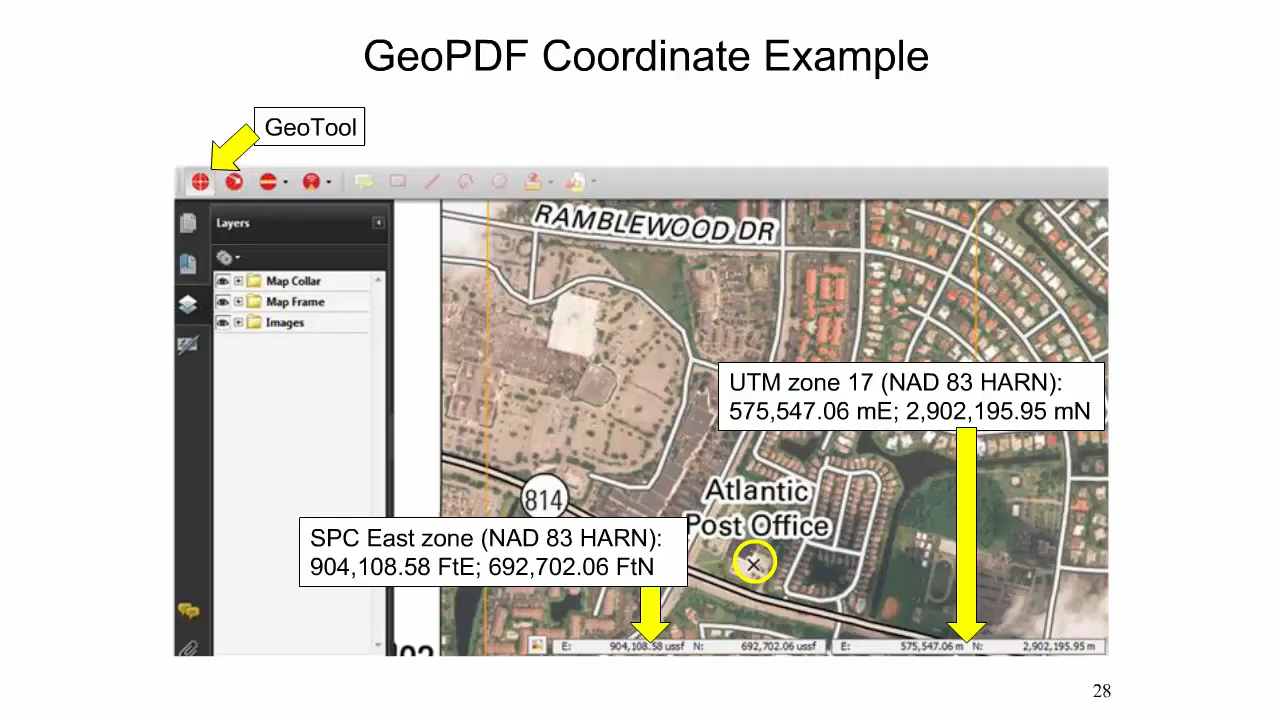 GeoPDF Coordinate Example
GeoTool
Layers
Map Collar
Map Frame
Images
RAMBLEWOOD DR
UTM zone 17 (NAD 83 HARN):
575,547.06 mE; 2,902,195.95 mN
814
Atlantic
Post Office
SPC East zone (NAD 83 HARN):
904,108.58 FtE; 692,702.06 FtN
E: 904,108.58 ussf N: 692,702.06 ussf E: 575,547.06 m N: 2,902,195.95 m
28